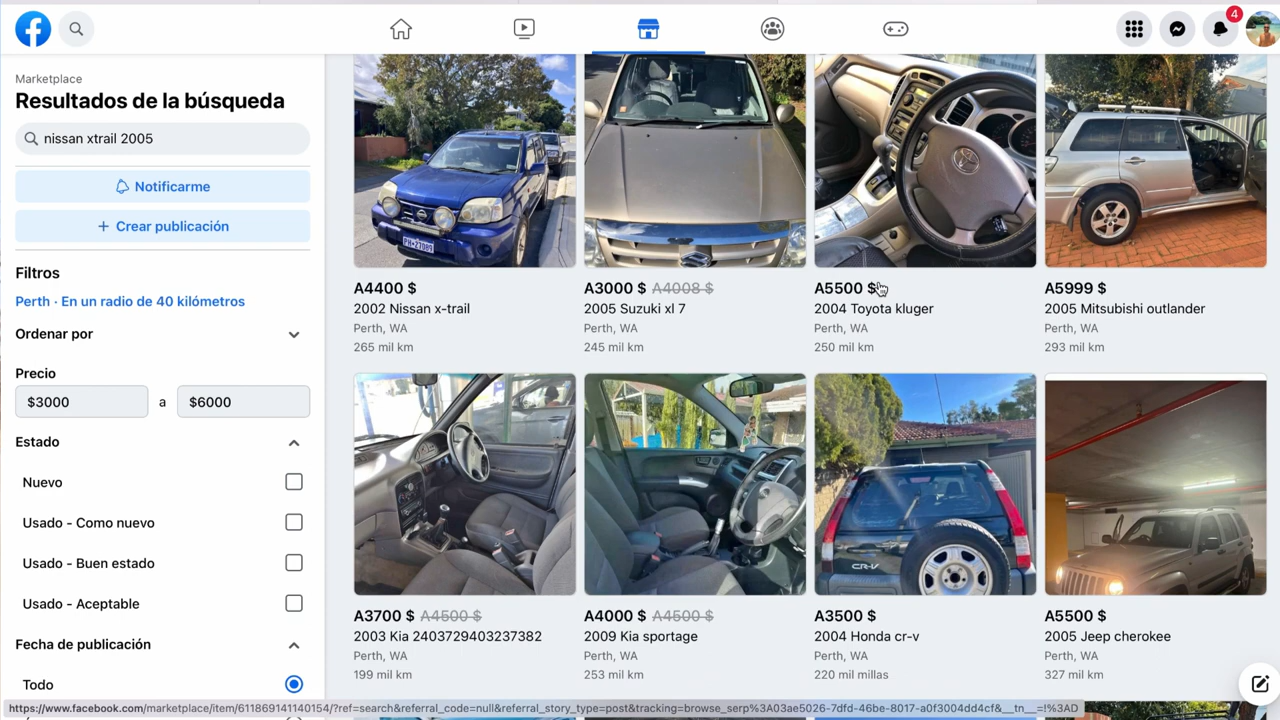 4
Marketplace
Resultados de la búsqueda
nissan xtrail 2005
Notificarme
+ Crear publicación
Filtros
Perth · En un radio de 40 kilómetros
Ordenar por
Precio
$3000 a $6000
Estado
Nuevo
Usado - Como nuevo
Usado - Buen estado
Usado - Aceptable
Fecha de publicación
Todo
A4400 $
2002 Nissan x-trail
Perth, WA
265 mil km
A3000 $ A4008 $
2005 Suzuki xl 7
Perth, WA
245 mil km
A5500 $
2004 Toyota kluger
Perth, WA
250 mil km
A5999 $
2005 Mitsubishi outlander
Perth, WA
293 mil km
CR-V
A3700 $ A4500 $
2003 Kia 2403729403237382
Perth, WA
199 mil km
A4000 $ A4500 $
2009 Kia sportage
Perth, WA
253 mil km
A3500 $
2004 Honda cr-v
Perth, WA
220 mil millas
A5500 $
2005 Jeep cherokee
Perth, WA
327 mil km
https://www.facebook.com/marketplace/item/611869141140154/?ref=search&referral_code=null&referral_story_type=post&tracking=browse_serp%3A03ae5026-7dfd-46be-8017-a0f3004dd4cf&__tn__=!%3AD